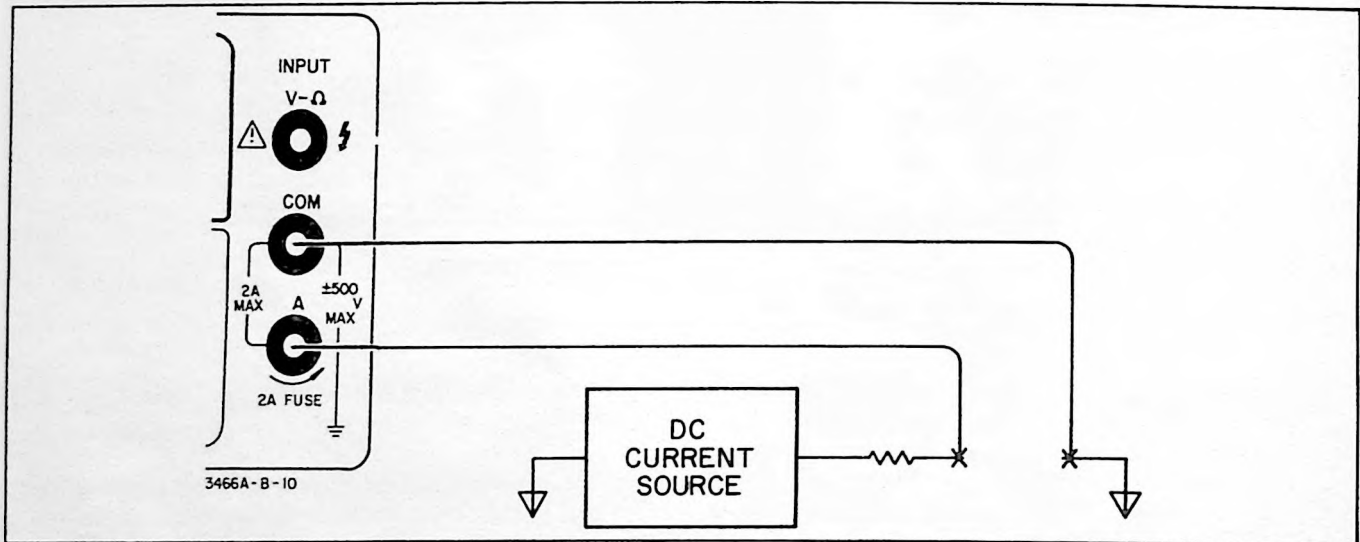 INPUT
V-Ω
COM
2A
MAX
±500
V
MAX
A
2A FUSE
3466A-B-10
DC
CURRENT
SOURCE